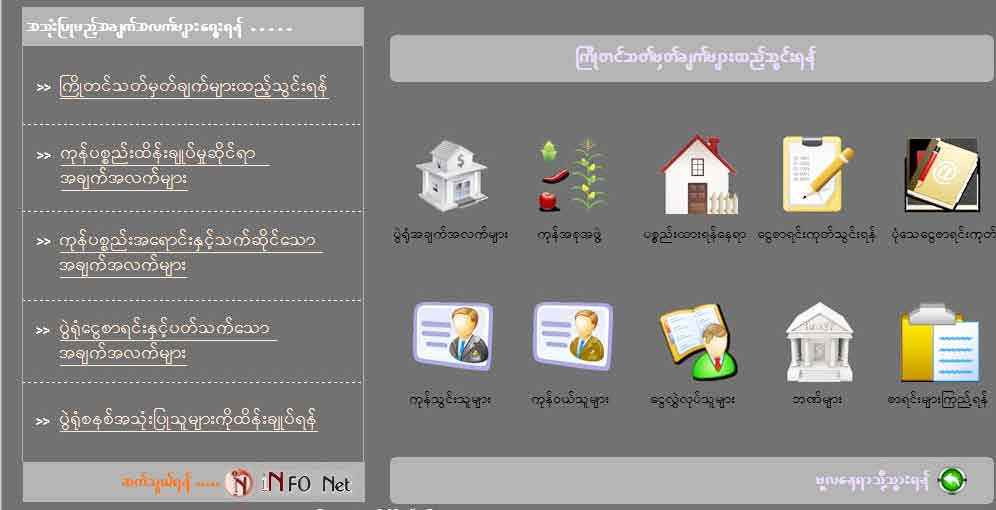 အသုံးပြုမည့်အချက်အလက်များ ရွေးရန် .....
>> ကြိုတင်သတ်မှတ်ချက်များထည့်သွင်းရန်
>> ကုန်ပစ္စည်းထိန်းချုပ်မှုဆိုင်ရာ
အချက်အလက်များ
>> ကုန်ပစ္စည်းအရောင်းနှင့်သက်ဆိုင်သော
အချက်အလက်များ
>> ပွဲရုံငွေစာရင်းနှင့်ပတ်သက်သော
အချက်အလက်များ
>> ပွဲရုံစနစ်အသုံးပြုသူများကိုထိန်းချုပ်ရန်
ဆက်သွယ်ရန် ..... iNFO Net
ကြိုတင်သတ်မှတ်ချက်များထည့်သွင်းရန်
ပွဲရုံအချက်အလက်များ ကုန်အစုအဖွဲ့ ပစ္စည်းထားရန်နေရာ ငွေစာရင်းကုတ်သွင်းရန် ပုံသေငွေစာရင်းကုတ်
ကုန်သွင်းသူများ ကုန်ဝယ်သူများ ငွေလွှဲလုပ်သူများ ဘဏ်များ စာရင်းများကြည့်ရန်
မူလနေရာသို့သွားရန်